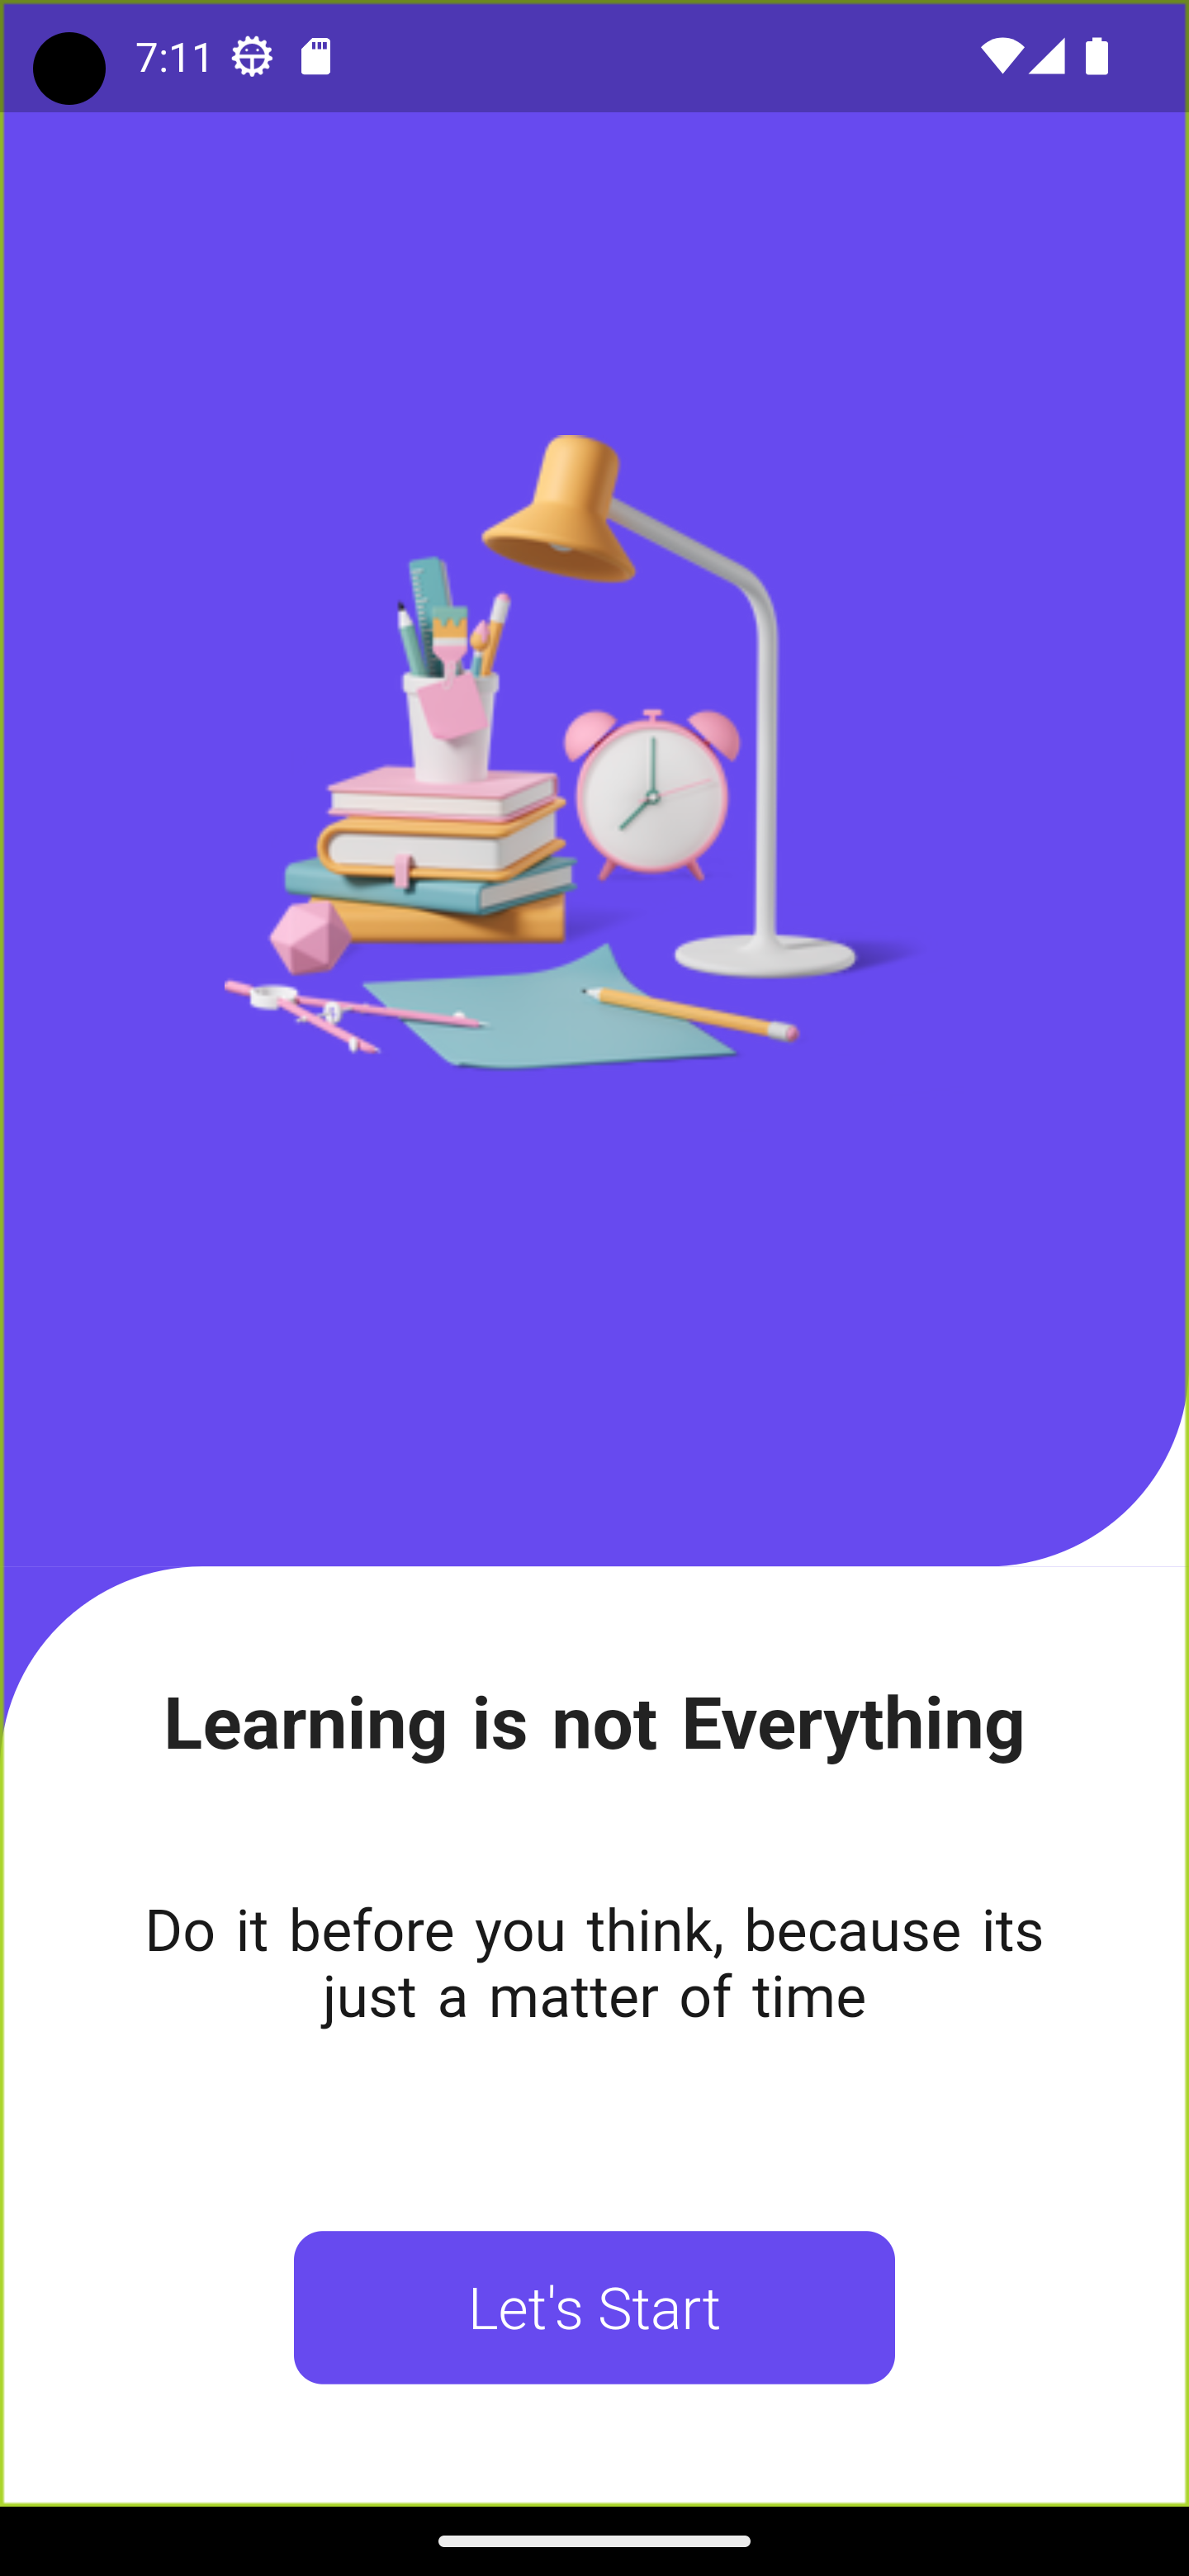 7:11
Learning is not Everything
Do it before you think, because its
just a matter of time
Let's Start